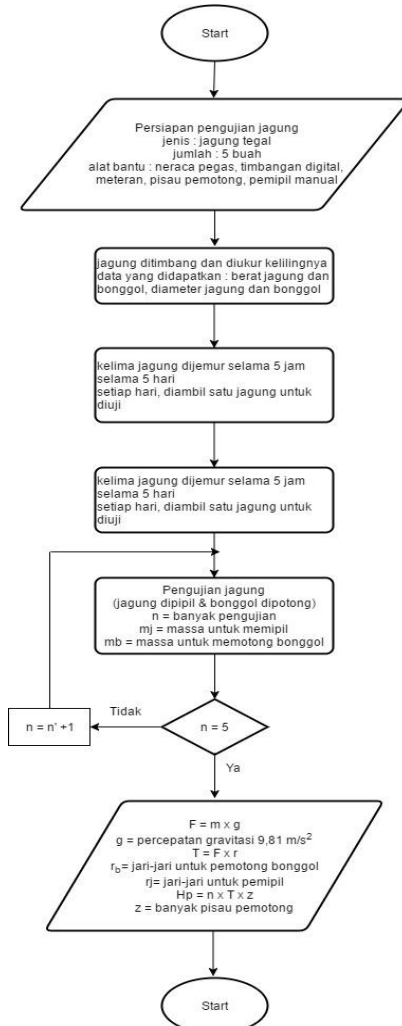 Start
Persiapan pengujian jagung
jenis : jagung tegal
jumlah : 5 buah
alat bantu : neraca pegas, timbangan digital,
meteran, pisau pemotong, pemipil manual
jagung ditimbang dan diukur kelilingnya
data yang didapatkan : berat jagung dan
bonggol, diameter jagung dan bonggol
kelima jagung dijemur selama 5 jam
selama 5 hari
setiap hari, diambil satu jagung untuk
diuji
kelima jagung dijemur selama 5 jam
selama 5 hari
setiap hari, diambil satu jagung untuk
diuji
Pengujian jagung
(jagung dipipil & bonggol dipotong)
n = banyak pengujian
mj = massa untuk memipil
mb = massa untuk memotong bonggol
Tidak
n = n' +1
n = 5
Ya
F = m x g
g = percepatan gravitasi 9,81 m/s²
T = F x r
r_b= jari-jari untuk pemotong bonggol
rj= jari-jari untuk pemipil
Hp = n x T x z
z = banyak pisau pemotong
Start